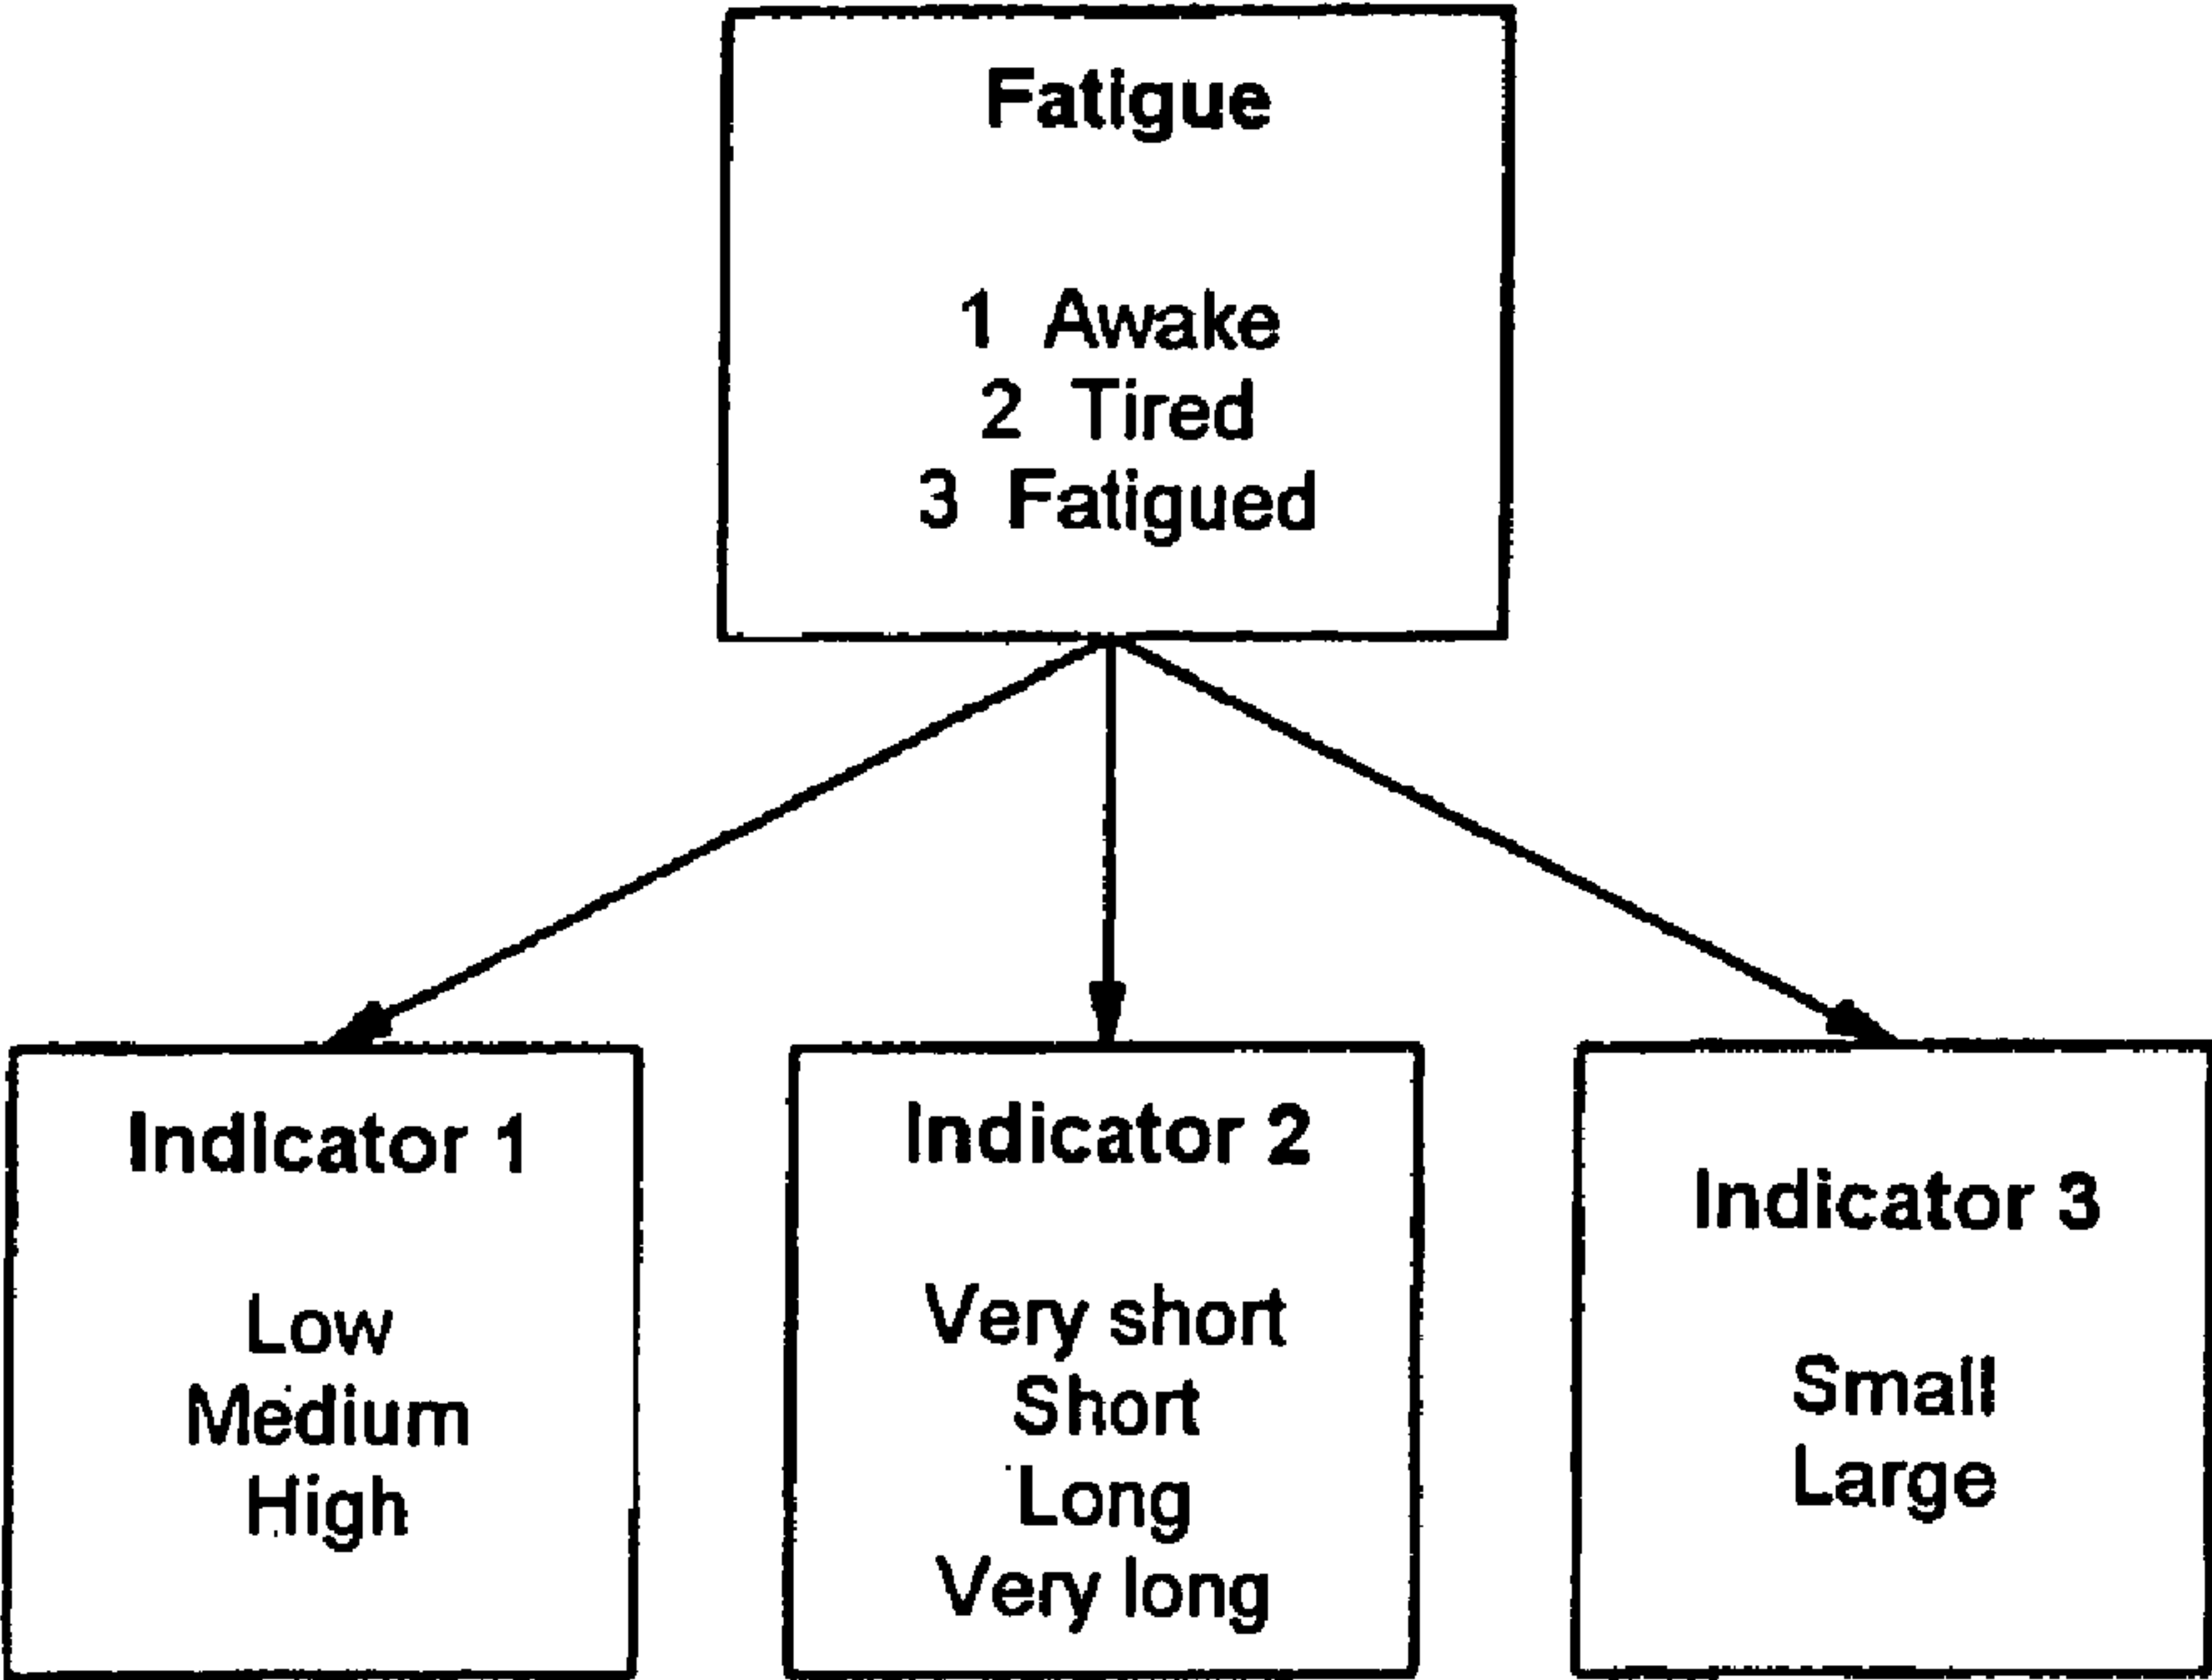 Fatigue
1 Awake
2 Tired
3 Fatigued
Indicator 1
Low
Medium
High
Indicator 2
Very short
Short
Long
Very long
Indicator 3
Small
Large